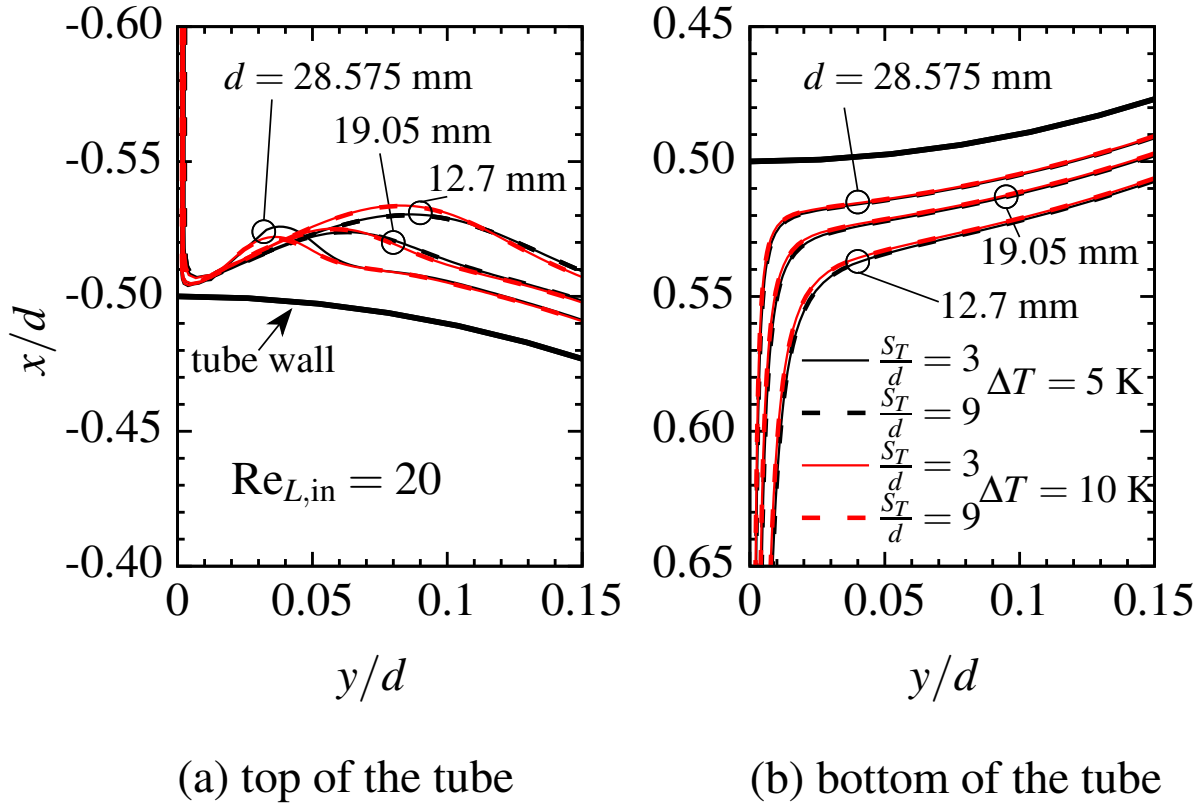 -0.60
-0.55
-0.50
-0.45
-0.40
x/d
0 0.05 0.1 0.15
y/d
d = 28.575 mm
19.05 mm
12.7 mm
tube wall
Re_{L,in} = 20
(a) top of the tube
0.45
0.50
0.55
0.60
0.65
0 0.05 0.1 0.15
y/d
d = 28.575 mm
19.05 mm
12.7 mm
S_T/d = 3
ΔT = 5 K
S_T/d = 9
S_T/d = 3
ΔT = 10 K
S_T/d = 9
(b) bottom of the tube